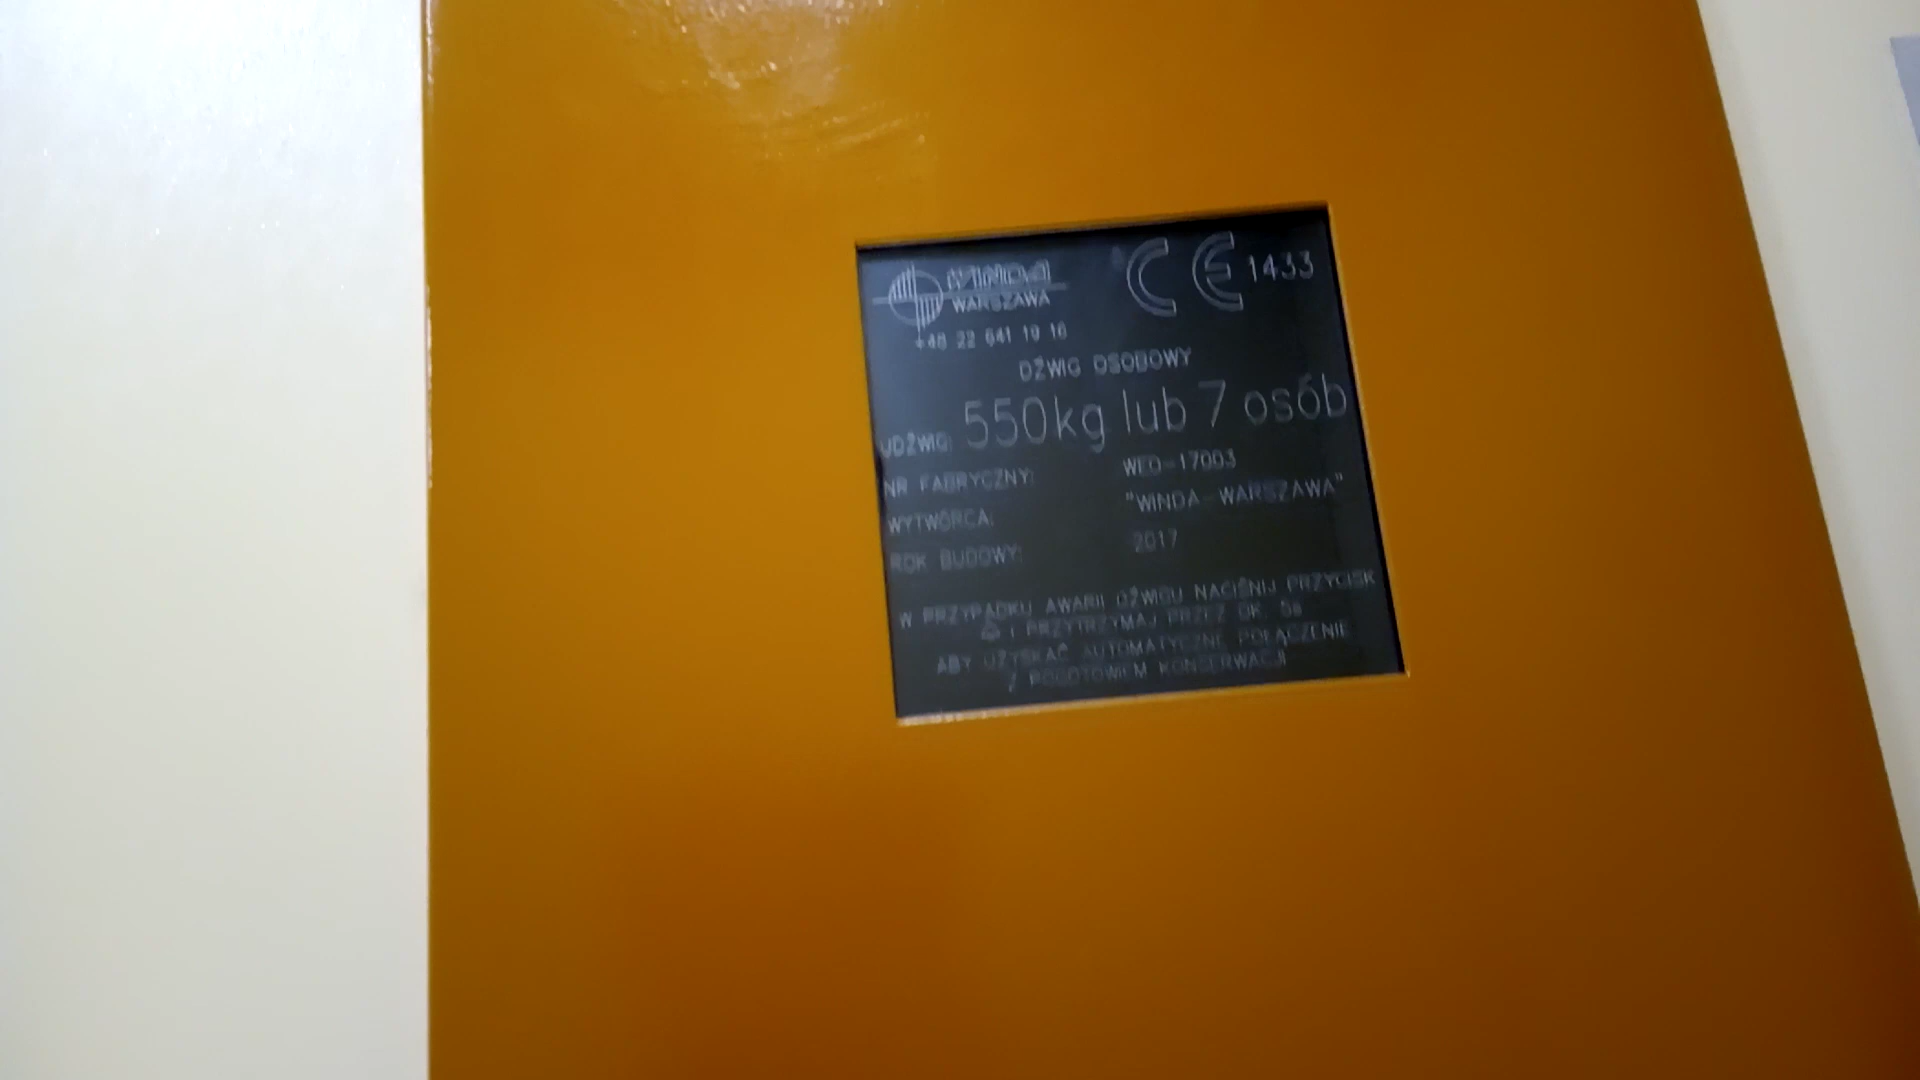 WINDA
WARSZAWA
CE 1433
+48 22 641 19 16
DŹWIG OSOBOWY
UDŹWIG: 550kg lub 7 osób
NR FABRYCZNY: WED-17003
WYTWÓRCA: "WINDA-WARSZAWA"
ROK BUDOWY: 2017
W PRZYPADKU AWARII DŹWIGU NACIŚNIJ PRZYCISK
I PRZYTRZYMAJ PRZEZ OK. 5s
ABY UZYSKAĆ AUTOMATYCZNE POŁĄCZENIE
Z POGOTOWIEM KONSERWACJI